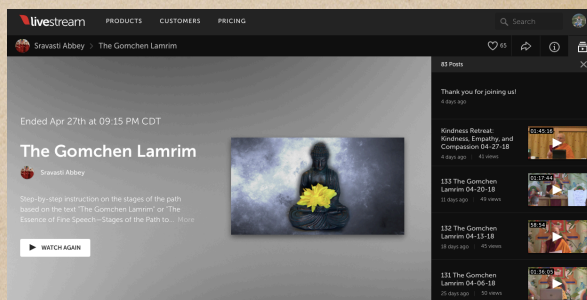 livestream PRODUCTS CUSTOMERS PRICING Search
Sravasti Abbey > The Gomchen Lamrim 65
Ended Apr 27th at 09:15 PM CDT
The Gomchen Lamrim
Sravasti Abbey
Step-by-step instruction on the stages of the path
based on the text "The Gomchen Lamrim" or "The
Essence of Fine Speech—Stages of the Path to... More
WATCH AGAIN
83 Posts
Thank you for joining us!
4 days ago
Kindness Retreat:
Kindness, Empathy, and
Compassion 04-27-18
4 days ago 41 views
01:45:16
133 The Gomchen
Lamrim 04-20-18
11 days ago 49 views
01:17:44
132 The Gomchen
Lamrim 04-13-18
18 days ago 45 views
58:54
131 The Gomchen
Lamrim 04-06-18
25 days ago 50 views
01:36:05